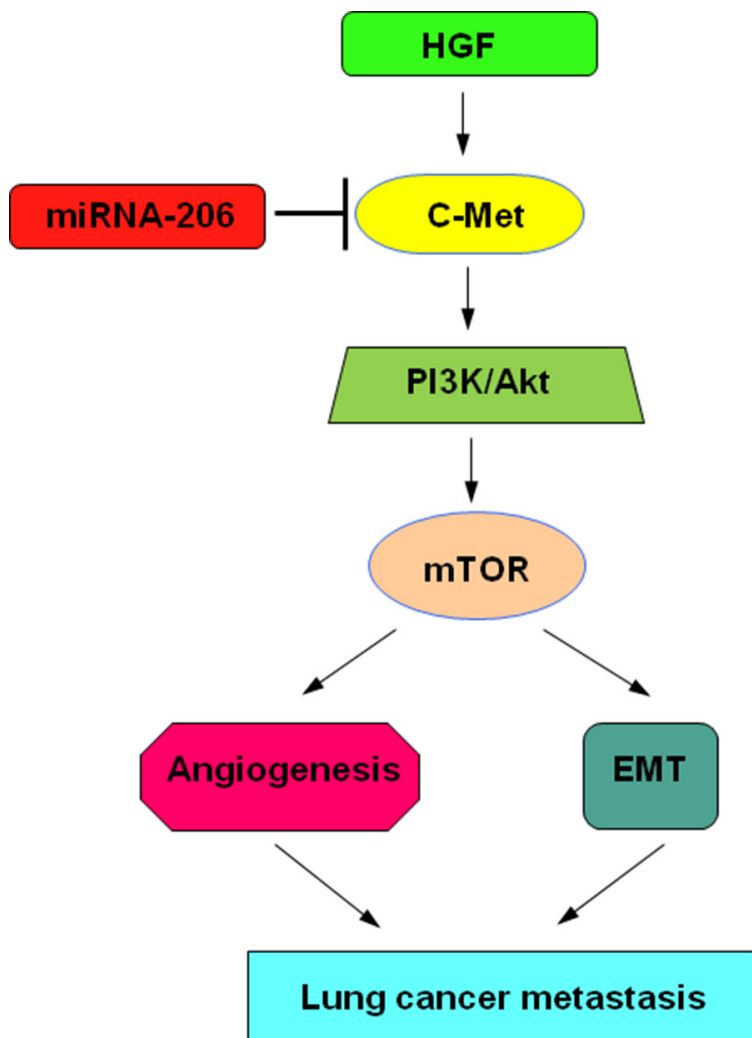 HGF
miRNA-206
C-Met
PI3K/Akt
mTOR
Angiogenesis
EMT
Lung cancer metastasis